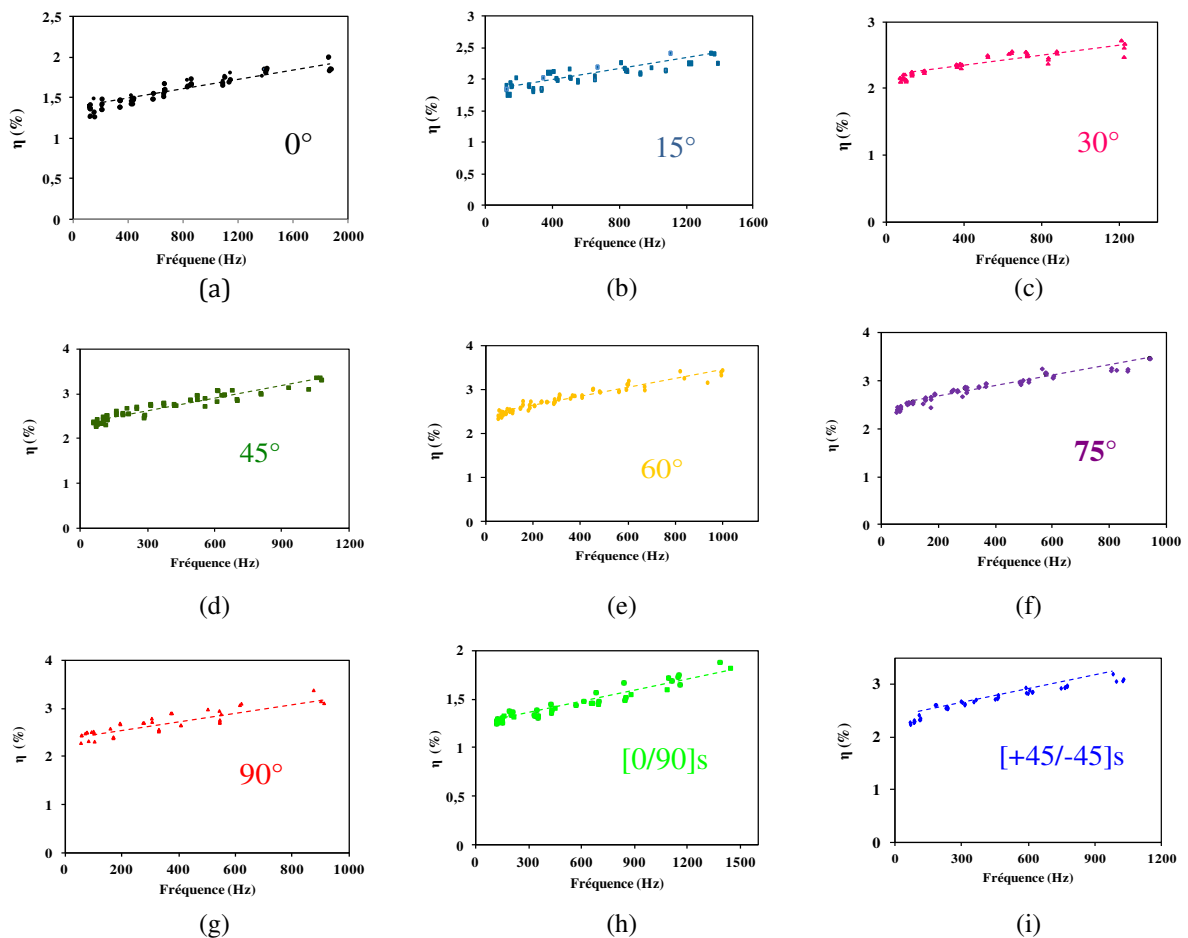 2,5
2
1,5
1
0,5
0
η (%)
0°
0 400 800 1200 1600 2000
Fréquene (Hz)
(a)
3
2,5
2
1,5
1
0,5
0
η (%)
15°
0 400 800 1200 1600
Fréquence (Hz)
(b)
3
2
1
0
η (%)
30°
0 400 800 1200
Fréquence (Hz)
(c)
4
3
2
1
0
η (%)
45°
0 300 600 900 1200
Fréquence (Hz)
(d)
4
3
2
1
0
η (%)
60°
0 200 400 600 800 1000
Fréquence (Hz)
(e)
4
3
2
1
0
η (%)
75°
0 200 400 600 800 1000
Fréquence (Hz)
(f)
4
3
2
1
0
η (%)
90°
0 200 400 600 800 1000
Fréquence (Hz)
(g)
2
1,5
1
0,5
0
η (%)
[0/90]s
0 300 600 900 1200 1500
Fréquence (Hz)
(h)
3
2
1
0
η (%)
[+45/-45]s
0 300 600 900 1200
Fréquence (Hz)
(i)